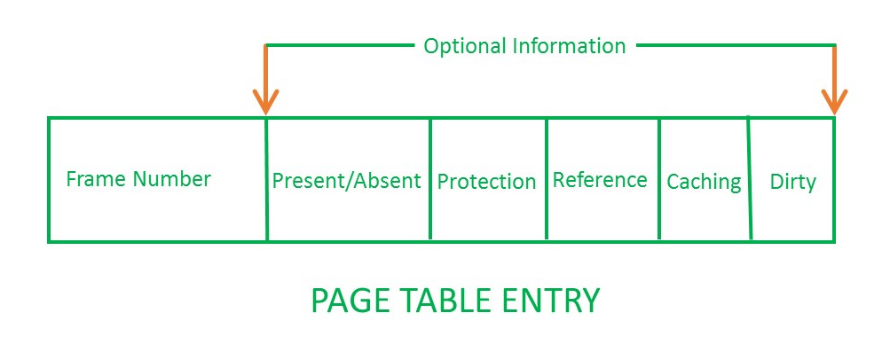 Optional Information
Frame Number Present/Absent Protection Reference Caching Dirty
PAGE TABLE ENTRY